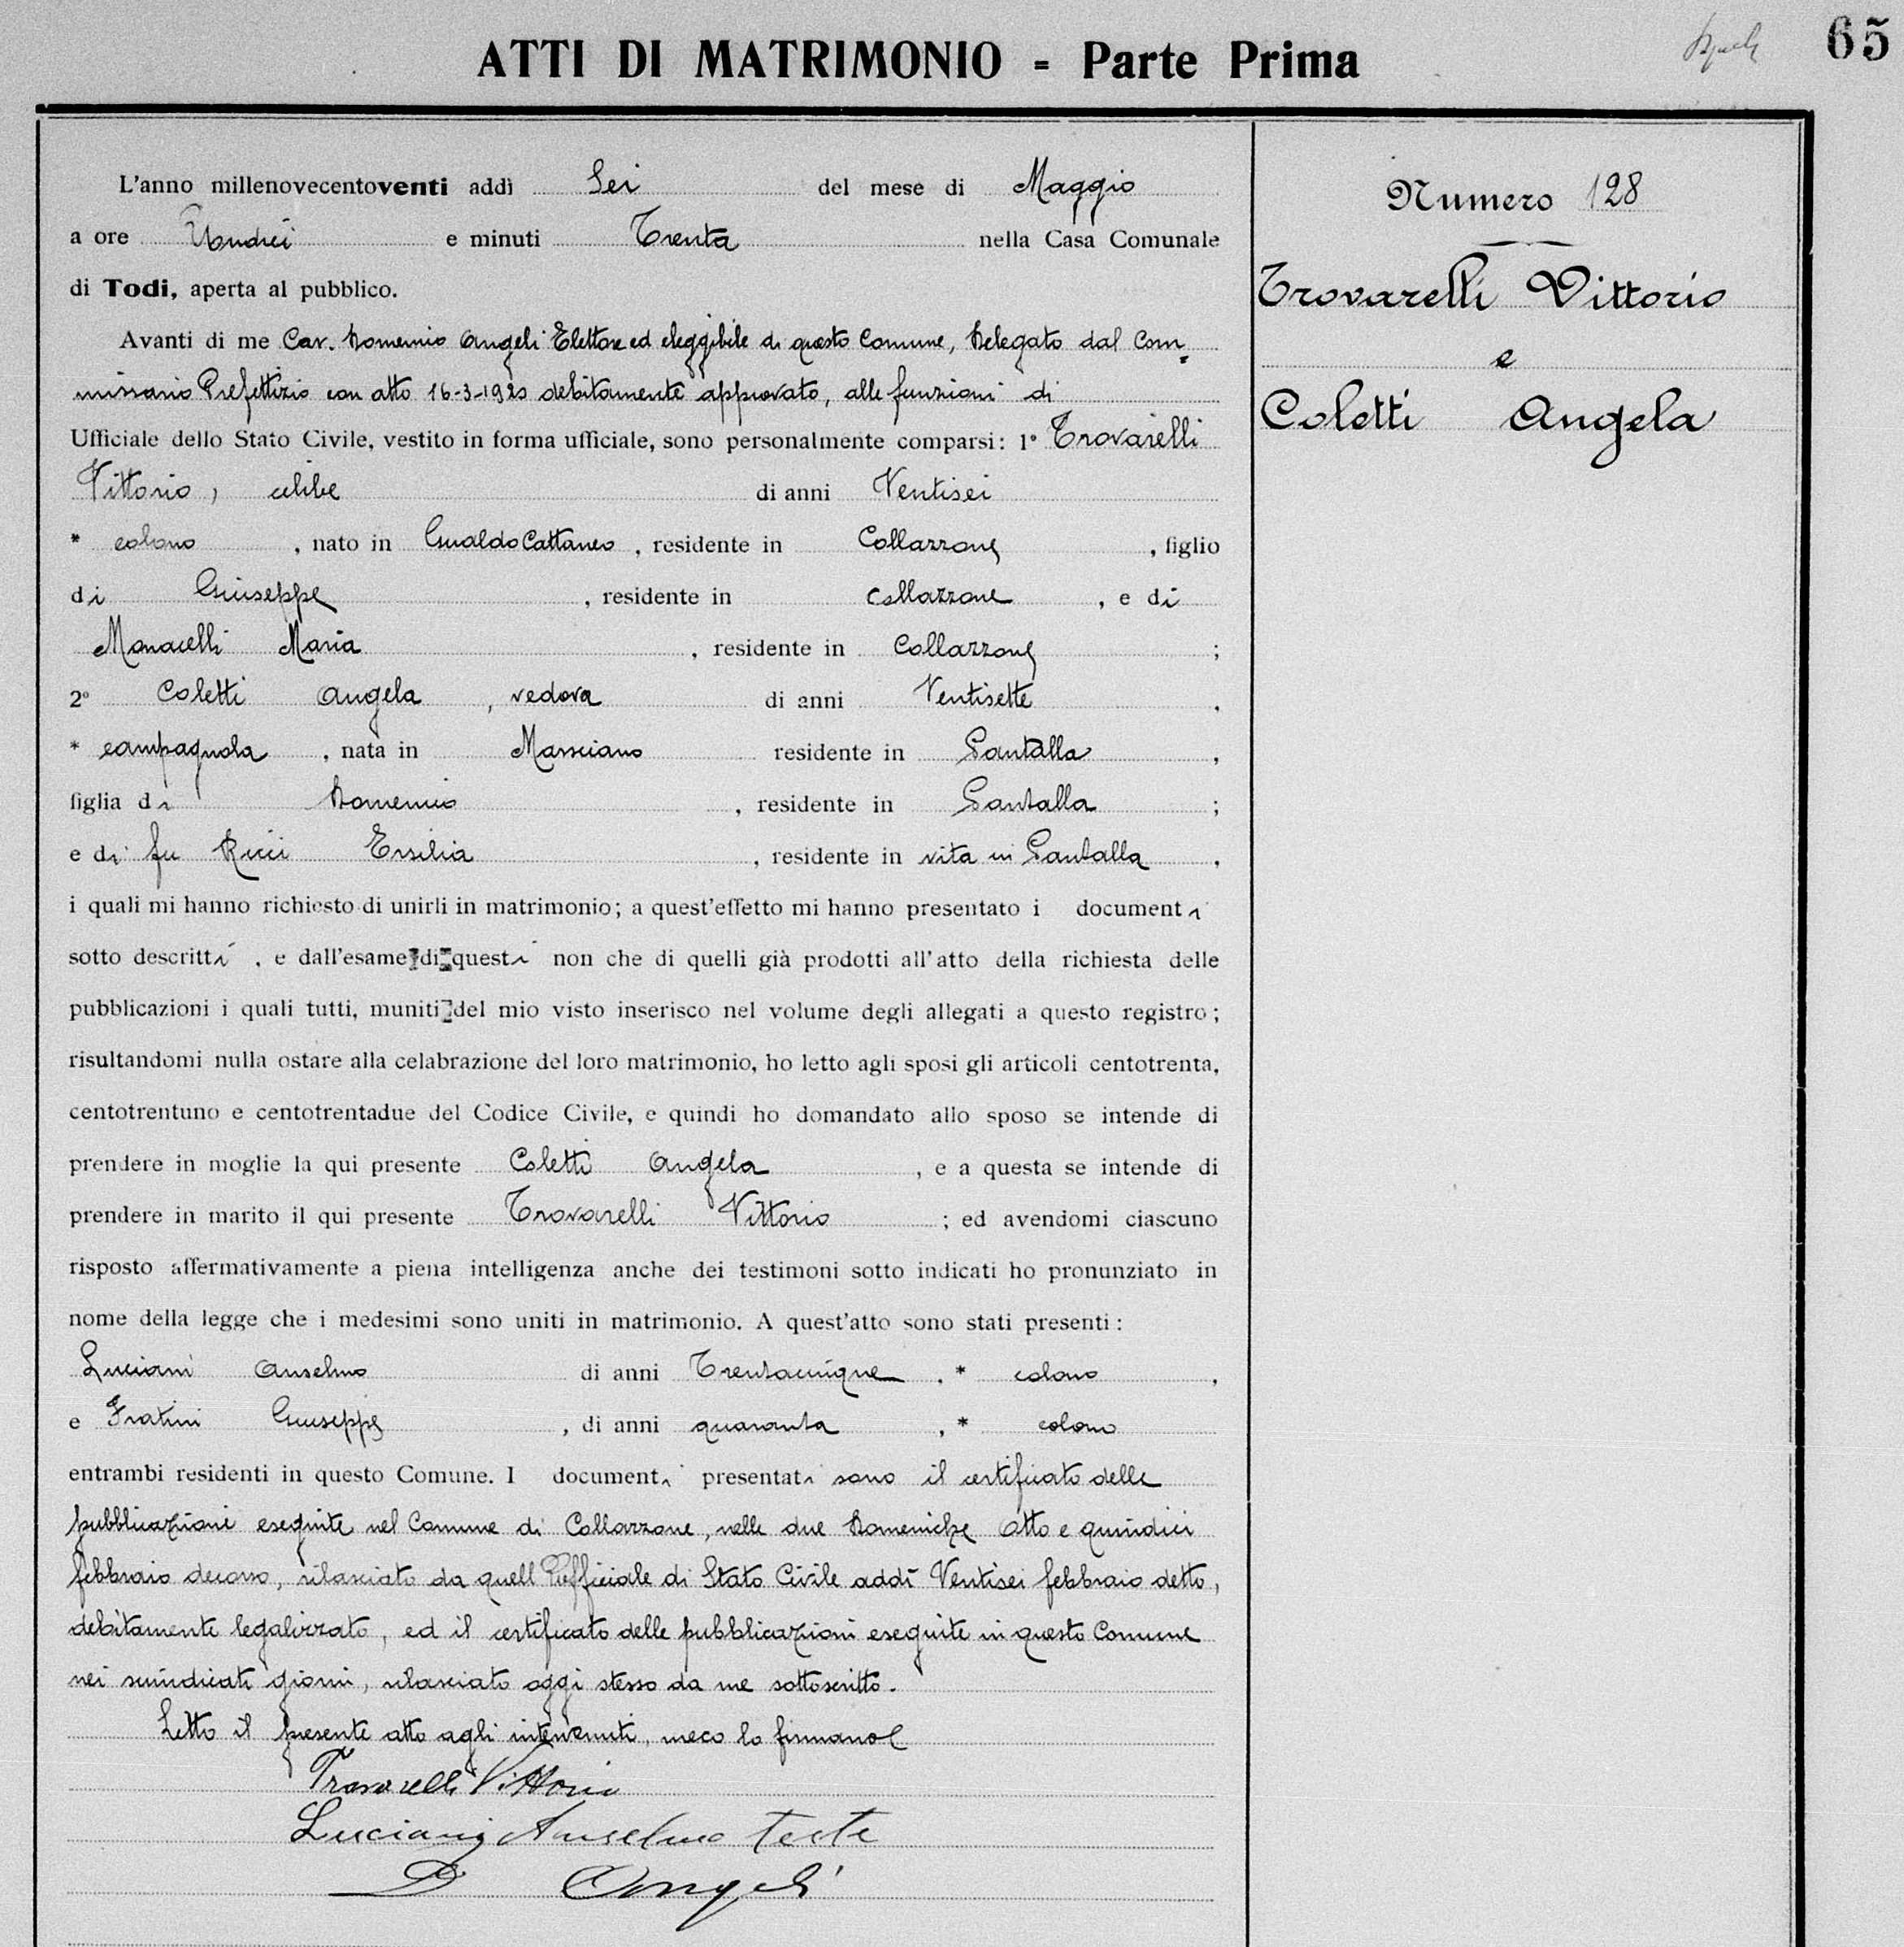 ATTI DI MATRIMONIO = Parte Prima
65
L'anno millenovecentoventi addì Sei del mese di Maggio
a ore Undici e minuti Trenta nella Casa Comunale
di Todi, aperta al pubblico.
Avanti di me Cav. Domenico Angeli Elettore ed eleggibile di questo Comune, Delegato dal Com=
missario Prefettizio con atto 16-3-1920 debitamente approvato, alle funzioni di
Ufficiale dello Stato Civile, vestito in forma ufficiale, sono personalmente comparsi: 1° Trovarelli
Vittorio, celibe di anni Ventisei
* colono, nato in Gualdo Cattaneo, residente in Collazzone, figlio
di Giuseppe, residente in Collazzone, e di
Monacelli Maria, residente in Collazzone;
2° Coletti Angela, vedova di anni Ventisette,
* campagnola, nata in Marsciano residente in Pantalla,
figlia di Domenico, residente in Pantalla;
e di fu Ricci Ersilia, residente in vita in Pantalla,
i quali mi hanno richiesto di unirli in matrimonio; a quest'effetto mi hanno presentato i documenti
sotto descritti, e dall'esame di questi non che di quelli già prodotti all'atto della richiesta delle
pubblicazioni i quali tutti, muniti del mio visto inserisco nel volume degli allegati a questo registro;
risultandomi nulla ostare alla celabrazione del loro matrimonio, ho letto agli sposi gli articoli centotrenta,
centotrentuno e centotrentadue del Codice Civile, e quindi ho domandato allo sposo se intende di
prendere in moglie la qui presente Coletti Angela, e a questa se intende di
prendere in marito il qui presente Trovarelli Vittorio; ed avendomi ciascuno
risposto affermativamente a piena intelligenza anche dei testimoni sotto indicati ho pronunziato in
nome della legge che i medesimi sono uniti in matrimonio. A quest'atto sono stati presenti:
Luciani Anselmo di anni Trentacinque, * colono,
e Fratini Giuseppe, di anni quaranta, * colono
entrambi residenti in questo Comune. I documenti presentati sono il certificato delle
pubblicazioni eseguite nel Comune di Collazzone, nelle due Domeniche Otto e quindici
febbraio decorso, rilasciato da quell'Ufficiale di Stato Civile addì Ventisei febbraio detto,
debitamente legalizzato, ed il certificato delle pubblicazioni eseguite in questo Comune
nei suindicati giorni, rilasciato oggi stesso da me sottoscritto.
Letto il presente atto agli intervenuti, meco lo firmano
Trovarelli Vittorio
Luciani Anselmo teste
D Angeli
Numero 128
Trovarelli Vittorio
e
Coletti Angela